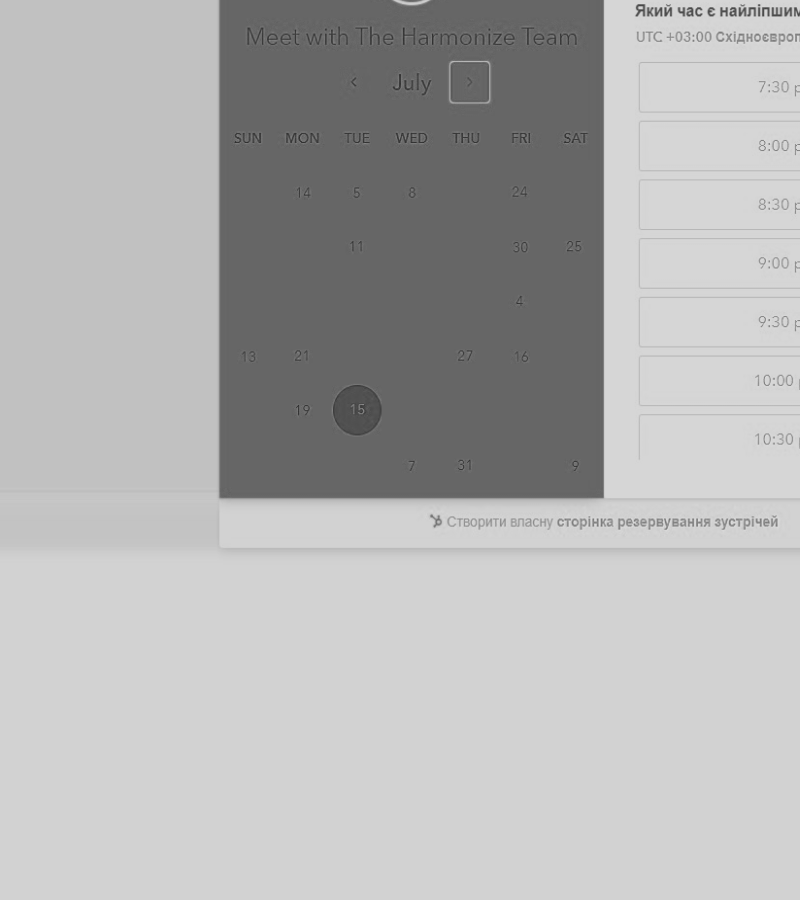 Який час є найліпшим
Meet with The Harmonize Team
UTC +03:00 Східноєвроп
July
7:30 p
SUN MON TUE WED THU FRI SAT
8:00 p
14 5 8 24
8:30 p
11 30 25
9:00 p
4
9:30 p
13 21 27 16
10:00 p
19 15
10:30 p
7 31 9
Створити власну сторінка резервування зустрічей